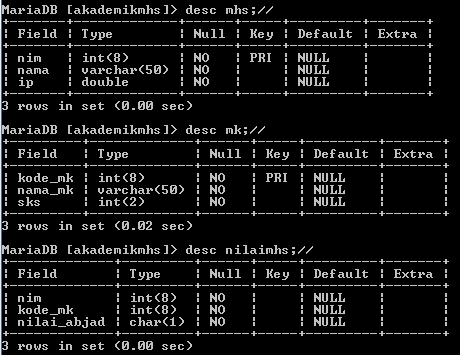 MariaDB [akademikmhs]> desc mhs;//
+-------+-------------+------+-----+---------+-------+
| Field | Type        | Null | Key | Default | Extra |
+-------+-------------+------+-----+---------+-------+
| nim   | int(8)      | NO   | PRI | NULL    |       |
| nama  | varchar(50) | NO   |     | NULL    |       |
| ip    | double      | NO   |     | NULL    |       |
+-------+-------------+------+-----+---------+-------+
3 rows in set (0.00 sec)
MariaDB [akademikmhs]> desc mk;//
+---------+-------------+------+-----+---------+-------+
| Field   | Type        | Null | Key | Default | Extra |
+---------+-------------+------+-----+---------+-------+
| kode_mk | int(8)      | NO   | PRI | NULL    |       |
| nama_mk | varchar(50) | NO   |     | NULL    |       |
| sks     | int(2)      | NO   |     | NULL    |       |
+---------+-------------+------+-----+---------+-------+
3 rows in set (0.02 sec)
MariaDB [akademikmhs]> desc nilaimhs;//
+-------------+---------+------+-----+---------+-------+
| Field       | Type    | Null | Key | Default | Extra |
+-------------+---------+------+-----+---------+-------+
| nim         | int(8)  | NO   |     | NULL    |       |
| kode_mk     | int(8)  | NO   |     | NULL    |       |
| nilai_abjad | char(1) | NO   |     | NULL    |       |
+-------------+---------+------+-----+---------+-------+
3 rows in set (0.00 sec)